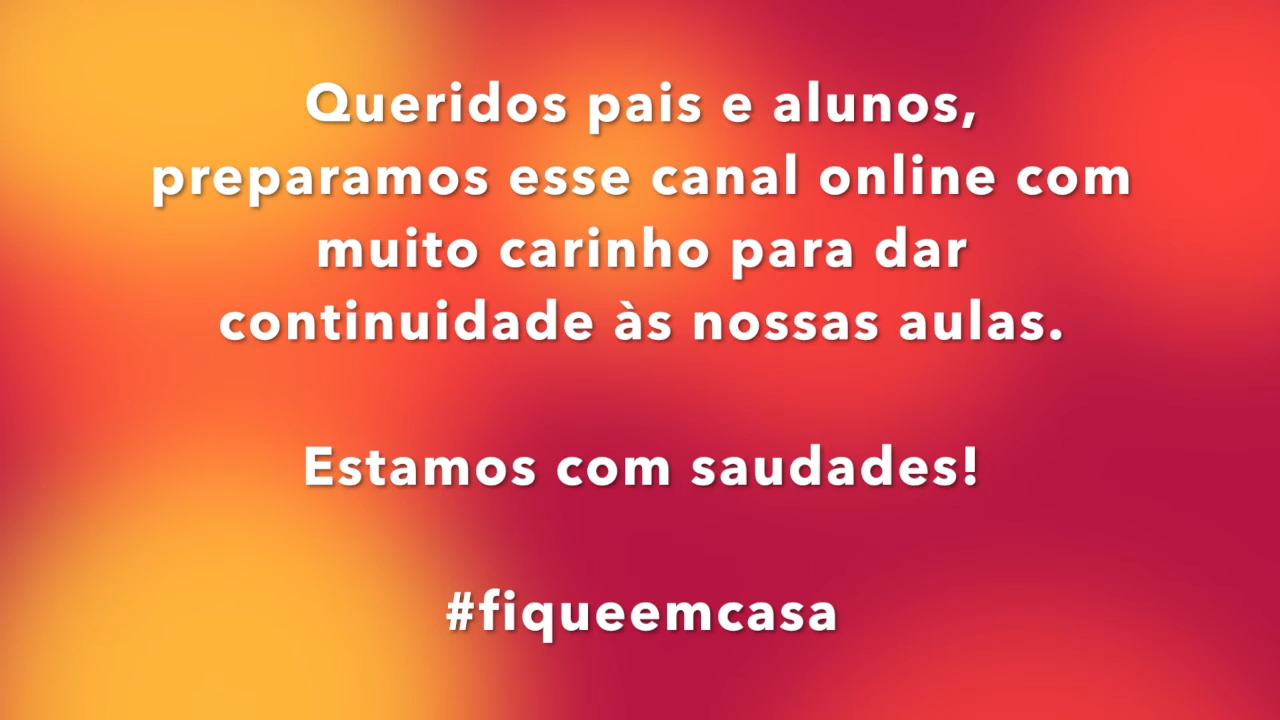 Queridos pais e alunos,
preparamos esse canal online com
muito carinho para dar
continuidade às nossas aulas.
Estamos com saudades!
#fiqueemcasa